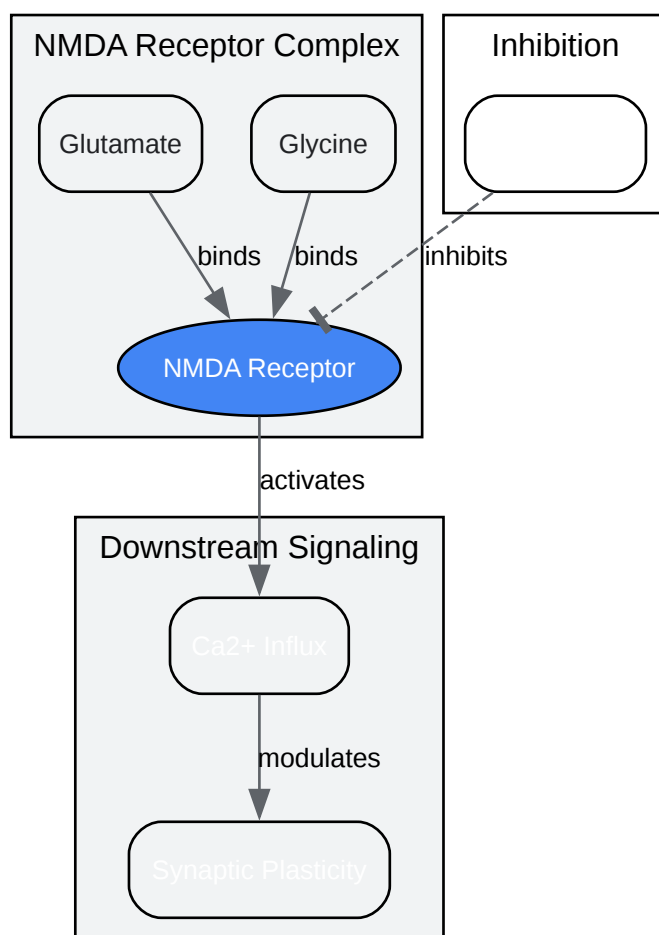 NMDA Receptor Complex
Inhibition
Glutamate
Glycine
binds
binds
inhibits
NMDA Receptor
activates
Downstream Signaling
Ca2+ Influx
modulates
Synaptic Plasticity